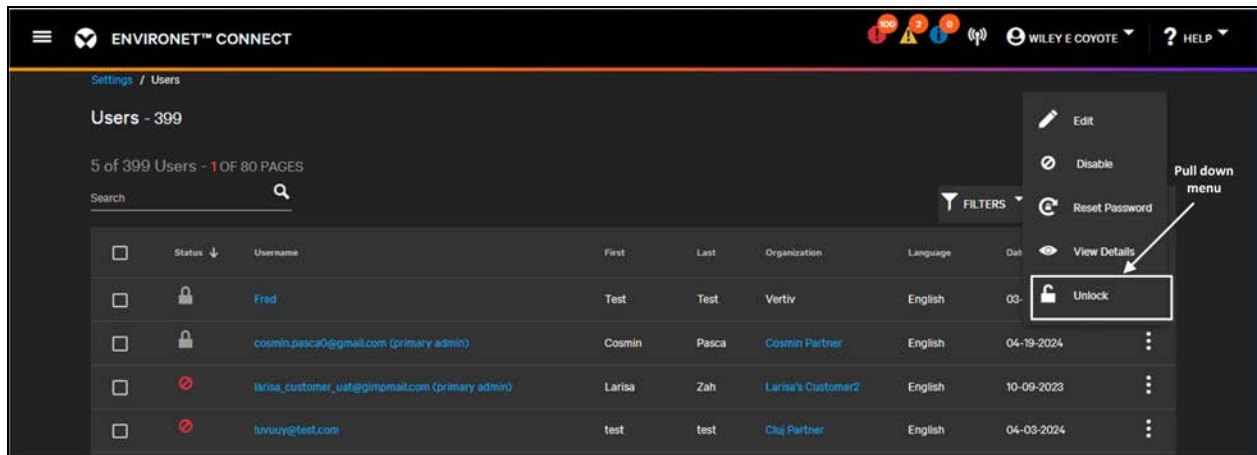 100 2 0
ENVIRONET™ CONNECT WILEY E COYOTE ? HELP
Settings / Users
Users - 399
5 of 399 Users - 1 OF 80 PAGES
Search
FILTERS
Edit
Disable
Reset Password
View Details
Unlock
Pull down
menu
Status Username First Last Organization Language Dat
Fred Test Test Vertiv English 03-
cosmin.pasca0@gmail.com (primary admin) Cosmin Pasca Cosmin Partner English 04-19-2024
larisa_customer_uat@gimpmail.com (primary admin) Larisa Zah Larisa's Customer2 English 10-09-2023
test test Cluj Partner English 04-03-2024